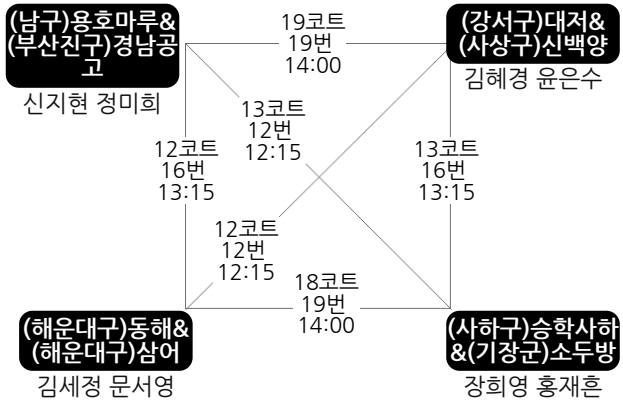 (남구)용호마루&
(부산진구)경남공
고
신지현 정미희
19코트
19번
14:00
(강서구)대저&
(사상구)신백양
김혜경 윤은수
13코트
12번
12:15
12코트
16번
13:15
13코트
16번
13:15
12코트
12번
12:15
18코트
19번
14:00
(해운대구)동해&
(해운대구)삼어
김세정 문서영
(사하구)승학사하
&(기장군)소두방
장희영 홍재흔